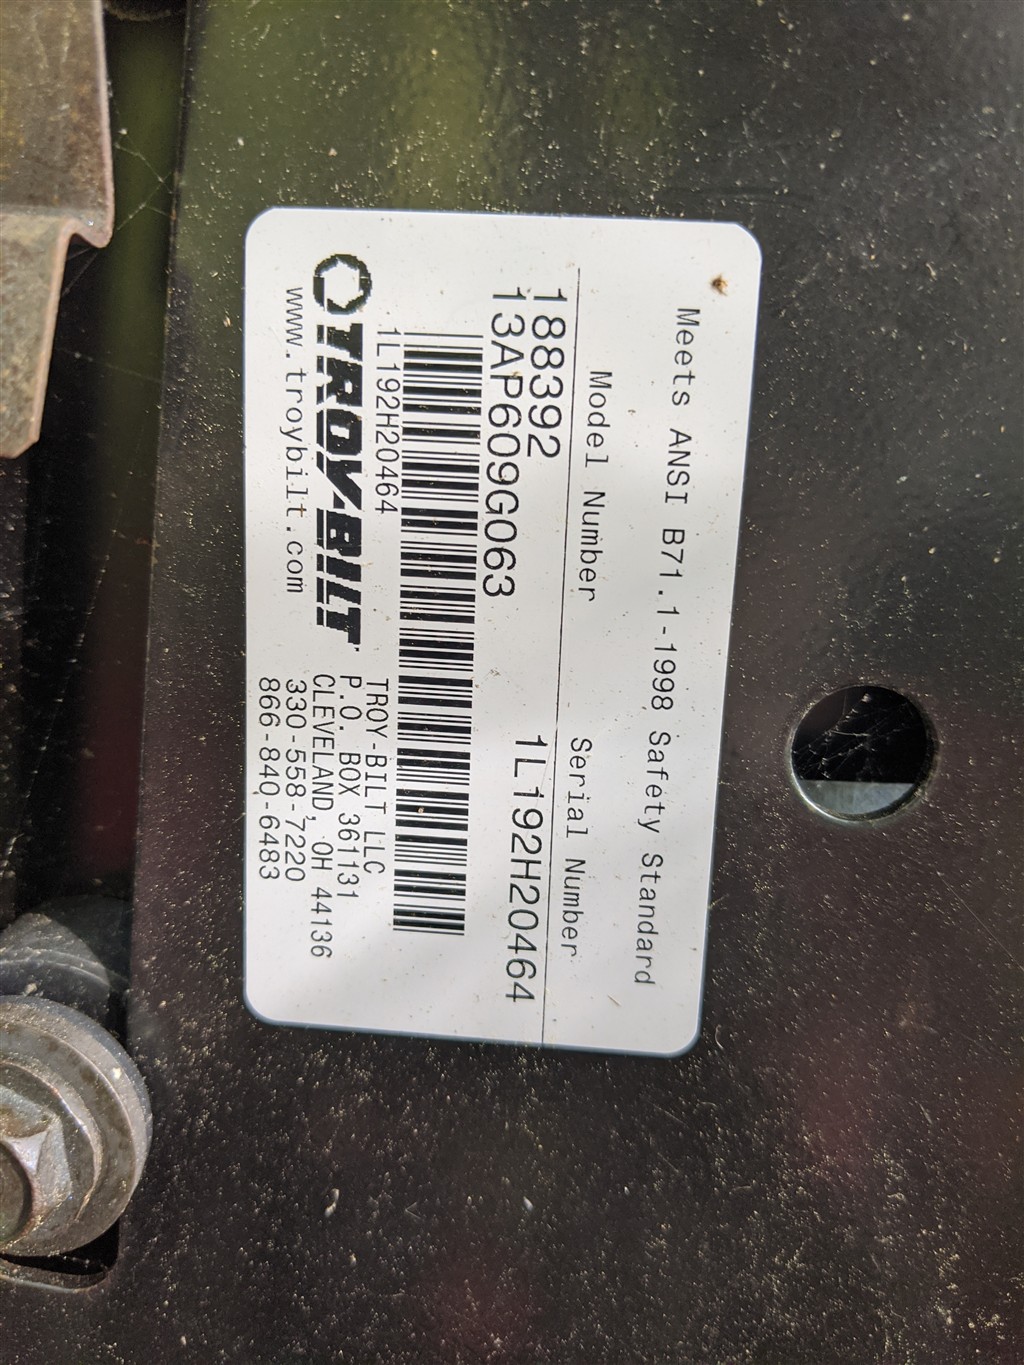 Meets ANSI B71.1-1998 Safety Standard
Model Number
Serial Number
188392
13AP609G063
1L192H20464
1L192H20464
TROY-BILT
www.troybilt.com
TROY-BILT LLC
P.O. BOX 361131
CLEVELAND, OH 44136
330-558-7220
866-840-6483